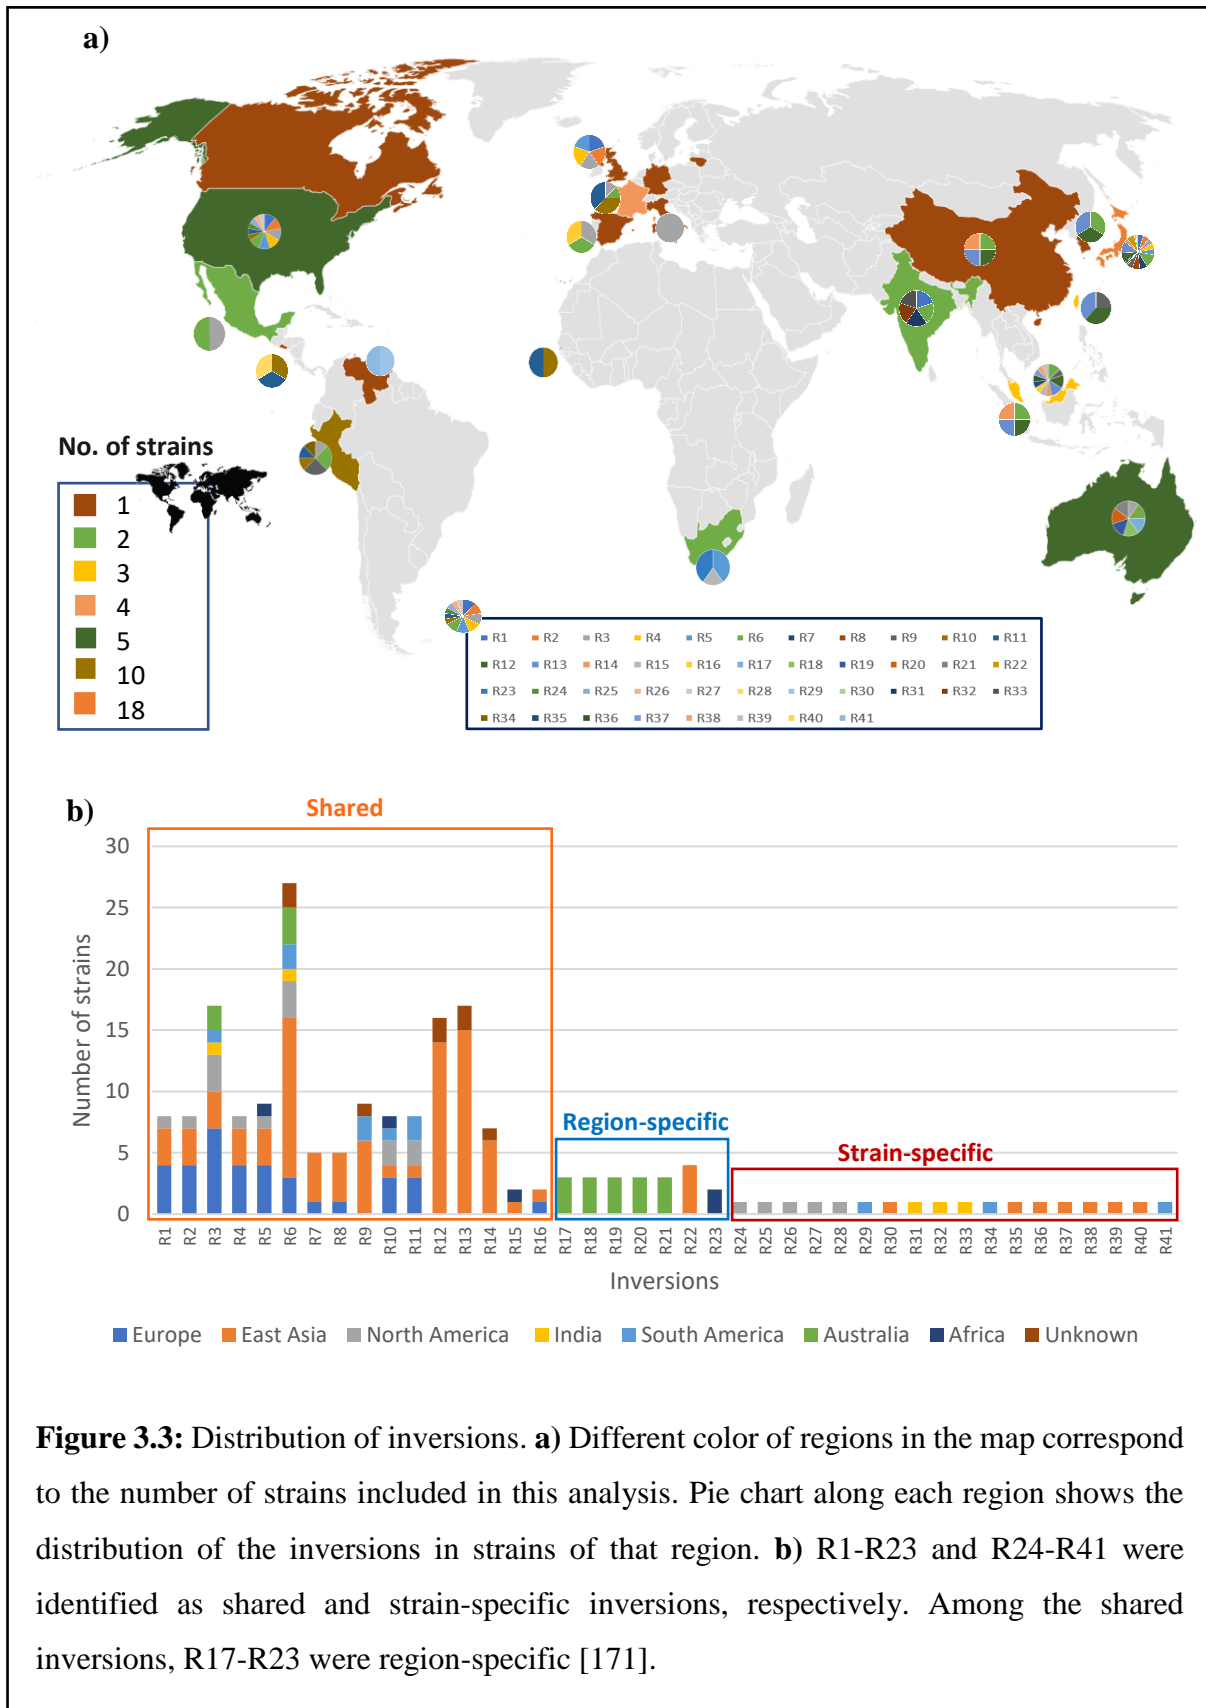 a)
No. of strains
1
2
3
4
5
10
18
R1 R2 R3 R4 R5 R6 R7 R8 R9 R10 R11
R12 R13 R14 R15 R16 R17 R18 R19 R20 R21 R22
R23 R24 R25 R26 R27 R28 R29 R30 R31 R32 R33
R34 R35 R36 R37 R38 R39 R40 R41
b)
Shared
Region-specific
Strain-specific
Number of strains
30
25
20
15
10
5
0
R1 R2 R3 R4 R5 R6 R7 R8 R9 R10 R11 R12 R13 R14 R15 R16 R17 R18 R19 R20 R21 R22 R23 R24 R25 R26 R27 R28 R29 R30 R31 R32 R33 R34 R35 R36 R37 R38 R39 R40 R41
Inversions
Europe East Asia North America India South America Australia Africa Unknown
Figure 3.3: Distribution of inversions. a) Different color of regions in the map correspond
to the number of strains included in this analysis. Pie chart along each region shows the
distribution of the inversions in strains of that region. b) R1-R23 and R24-R41 were
identified as shared and strain-specific inversions, respectively. Among the shared
inversions, R17-R23 were region-specific [171].